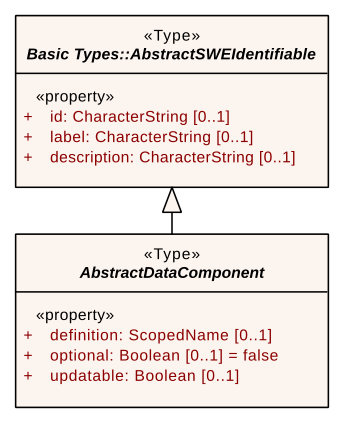 «Type»
Basic Types::AbstractSWEIdentifiable
«property»
+ id: CharacterString [0..1]
+ label: CharacterString [0..1]
+ description: CharacterString [0..1]
«Type»
AbstractDataComponent
«property»
+ definition: ScopedName [0..1]
+ optional: Boolean [0..1] = false
+ updatable: Boolean [0..1]